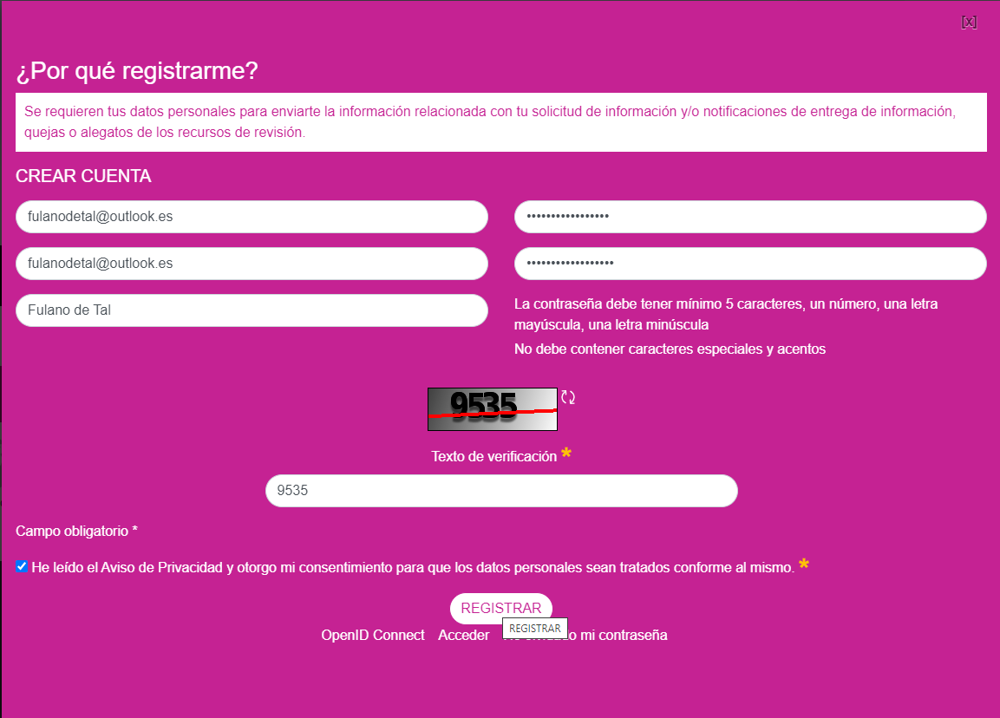 [X]
¿Por qué registrarme?
Se requieren tus datos personales para enviarte la información relacionada con tu solicitud de información y/o notificaciones de entrega de información,
quejas o alegatos de los recursos de revisión.
CREAR CUENTA
fulanodetal@outlook.es
•••••••••••••••••
fulanodetal@outlook.es
••••••••••••••••••
Fulano de Tal
La contraseña debe tener mínimo 5 caracteres, un número, una letra
mayúscula, una letra minúscula
No debe contener caracteres especiales y acentos
9535
Texto de verificación *
9535
Campo obligatorio *
He leído el Aviso de Privacidad y otorgo mi consentimiento para que los datos personales sean tratados conforme al mismo. *
REGISTRAR
REGISTRAR
OpenID Connect Acceder mi contraseña